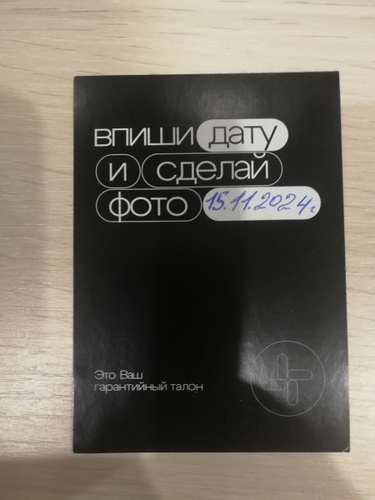 впиши дату
и сделай
фото 15.11.2024г
Это Ваш
гарантийный талон